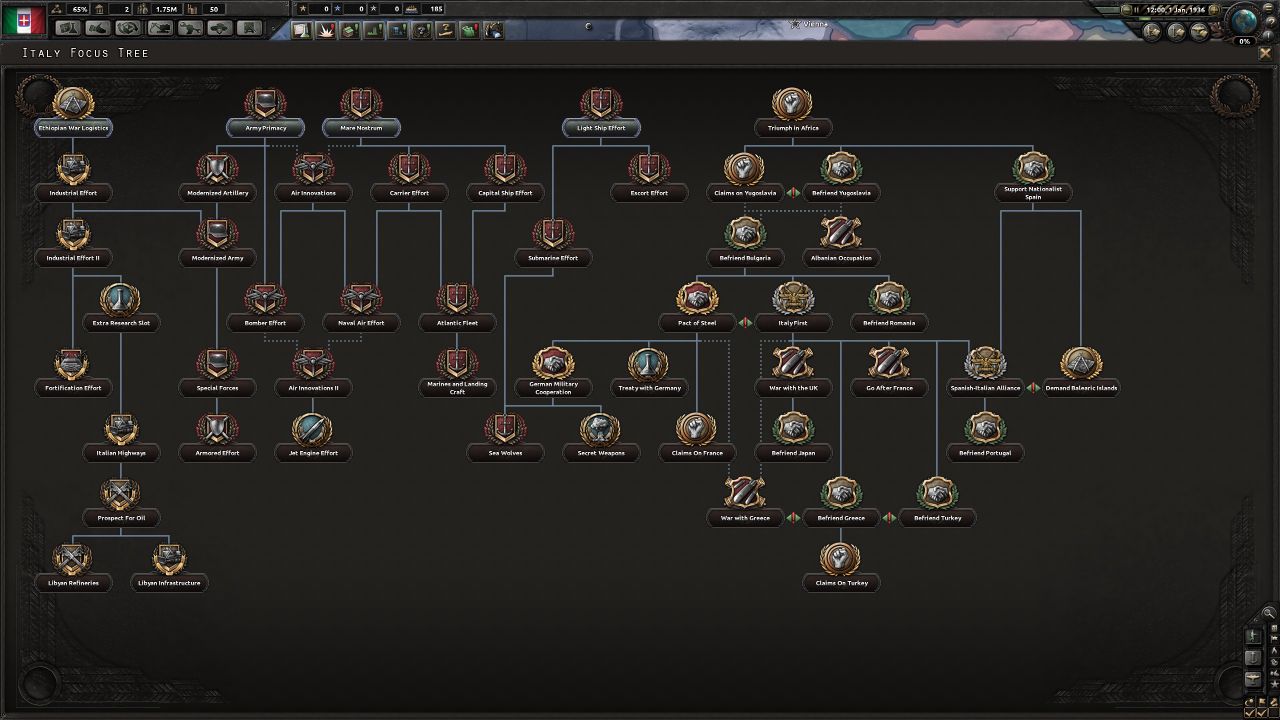 65% 2 1.75M 50 0 0 0 185
Vienna
12:00, 1 Jan, 1936
0%
Italy Focus Tree
Ethiopian War Logistics
Army Primacy
Mare Nostrum
Light Ship Effort
Triumph in Africa
Industrial Effort
Modernized Artillery
Air Innovations
Carrier Effort
Capital Ship Effort
Escort Effort
Claims on Yugoslavia
Befriend Yugoslavia
Support Nationalist
Spain
Industrial Effort II
Modernized Army
Submarine Effort
Befriend Bulgaria
Albanian Occupation
Extra Research Slot
Bomber Effort
Naval Air Effort
Atlantic Fleet
Pact of Steel
Italy First
Befriend Romania
Fortification Effort
Special Forces
Air Innovations II
Marines and Landing
Craft
German Military
Cooperation
Treaty with Germany
War with the UK
Go After France
Spanish-Italian Alliance
Demand Balearic Islands
Italian Highways
Armored Effort
Jet Engine Effort
Sea Wolves
Secret Weapons
Claims On France
Befriend Japan
Befriend Portugal
Prospect For Oil
War with Greece
Befriend Greece
Befriend Turkey
Libyan Refineries
Libyan Infrastructure
Claims On Turkey